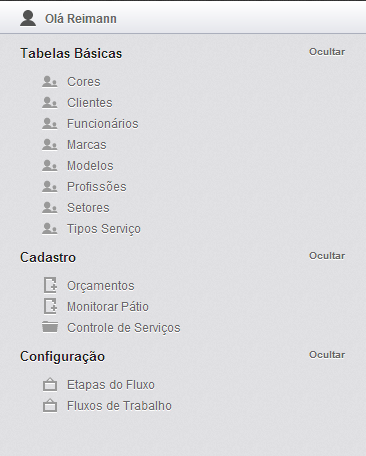 Olá Reimann
Tabelas Básicas Ocultar
Cores
Clientes
Funcionários
Marcas
Modelos
Profissões
Setores
Tipos Serviço
Cadastro Ocultar
Orçamentos
Monitorar Pátio
Controle de Serviços
Configuração Ocultar
Etapas do Fluxo
Fluxos de Trabalho